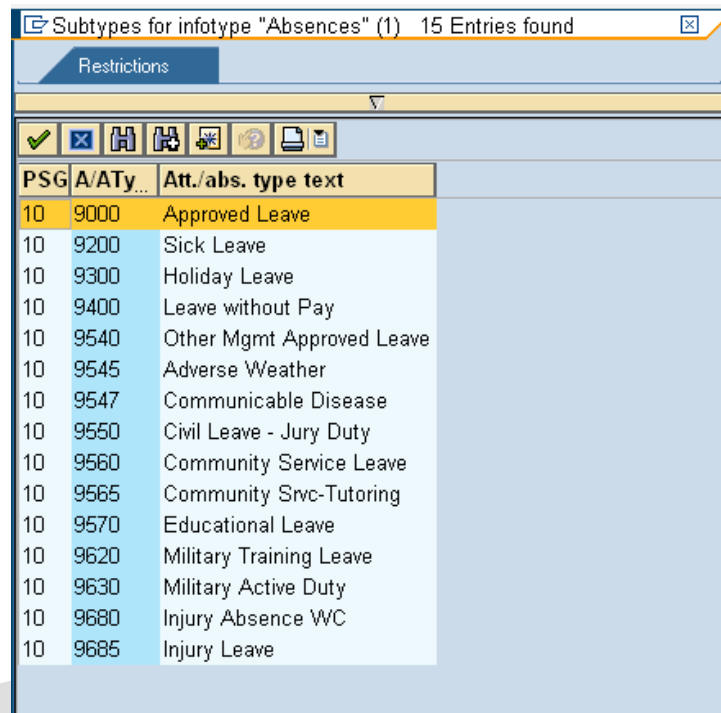 Subtypes for infotype "Absences" (1) 15 Entries found
Restrictions
PSG A/ATy... Att./abs. type text
10 9000 Approved Leave
10 9200 Sick Leave
10 9300 Holiday Leave
10 9400 Leave without Pay
10 9540 Other Mgmt Approved Leave
10 9545 Adverse Weather
10 9547 Communicable Disease
10 9550 Civil Leave - Jury Duty
10 9560 Community Service Leave
10 9565 Community Srvc-Tutoring
10 9570 Educational Leave
10 9620 Military Training Leave
10 9630 Military Active Duty
10 9680 Injury Absence WC
10 9685 Injury Leave